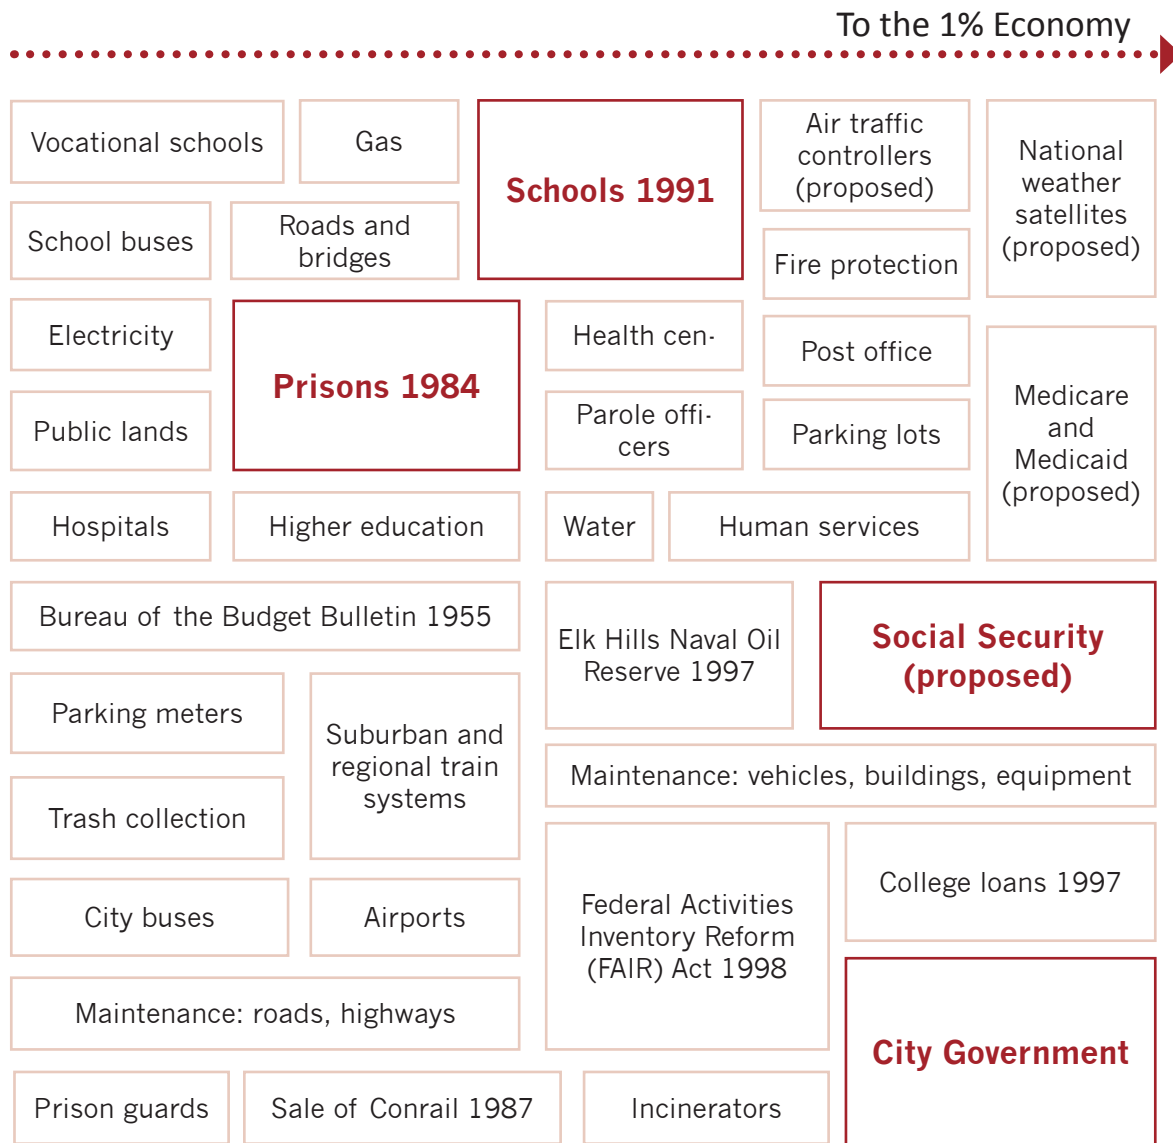 To the 1% Economy
Vocational schools
Gas
Schools 1991
Air traffic
controllers
(proposed)
National
weather
satellites
(proposed)
School buses
Roads and
bridges
Fire protection
Electricity
Prisons 1984
Health cen-
Post office
Medicare
and
Medicaid
(proposed)
Public lands
Parole offi-
cers
Parking lots
Hospitals
Higher education
Water
Human services
Bureau of the Budget Bulletin 1955
Elk Hills Naval Oil
Reserve 1997
Social Security
(proposed)
Parking meters
Suburban and
regional train
systems
Maintenance: vehicles, buildings, equipment
Trash collection
Federal Activities
Inventory Reform
(FAIR) Act 1998
College loans 1997
City buses
Airports
Maintenance: roads, highways
City Government
Prison guards
Sale of Conrail 1987
Incinerators